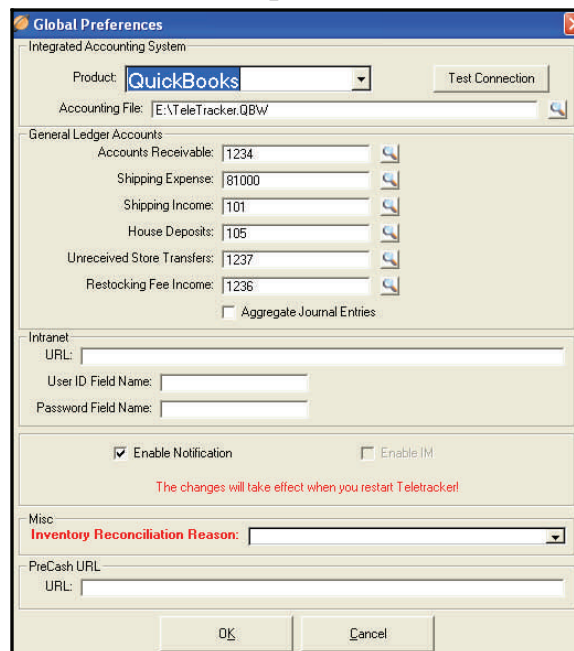 Global Preferences
Integrated Accounting System
Product: QuickBooks Test Connection
Accounting File: E:\TeleTracker.QBW
General Ledger Accounts
Accounts Receivable: 1234
Shipping Expense: 81000
Shipping Income: 101
House Deposits: 105
Unreceived Store Transfers: 1237
Restocking Fee Income: 1236
Aggregate Journal Entries
Intranet
URL:
User ID Field Name:
Password Field Name:
Enable Notification Enable IM
The changes will take effect when you restart Teletracker!
Misc
Inventory Reconciliation Reason:
PreCash URL
URL:
OK Cancel